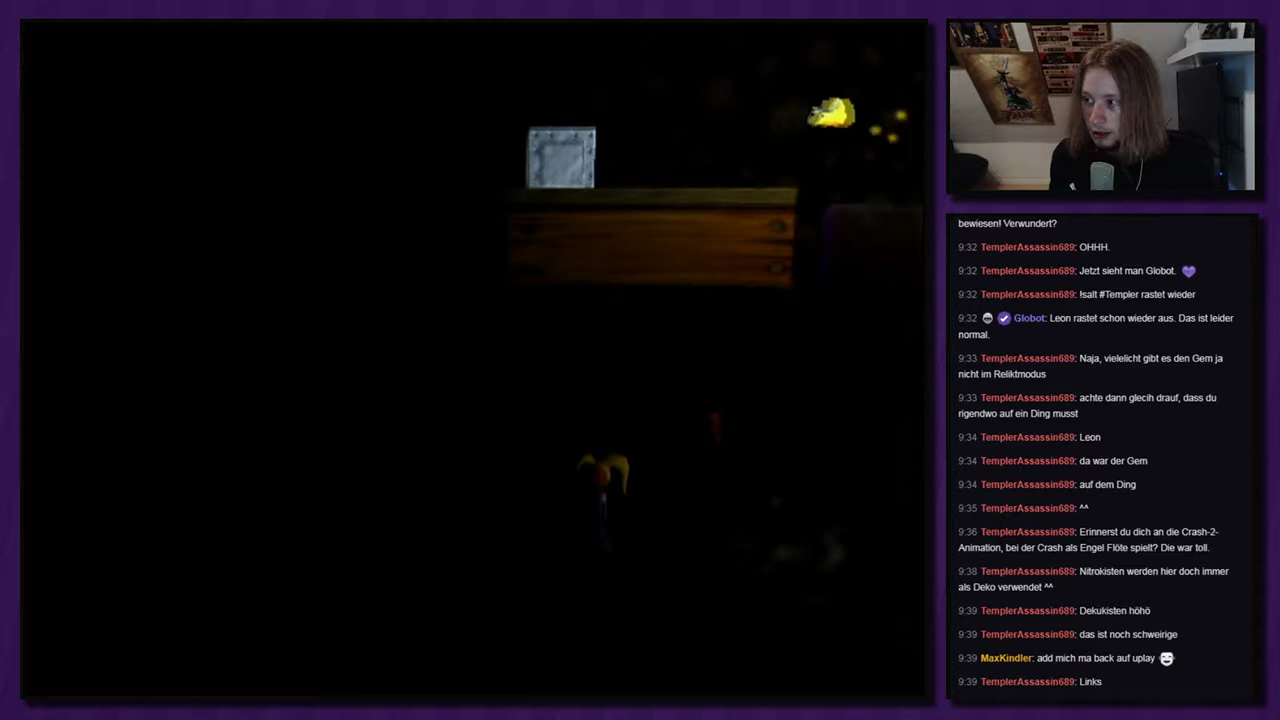 bewiesen! Verwundert?
9:32 TemplerAssassin689: OHHH.
9:32 TemplerAssassin689: Jetzt sieht man Globot.
9:32 TemplerAssassin689: !salt #Templer rastet wieder
9:32 Globot: Leon rastet schon wieder aus. Das ist leider
normal.
9:33 TemplerAssassin689: Naja, vielelicht gibt es den Gem ja
nicht im Reliktmodus
9:33 TemplerAssassin689: achte dann glecih drauf, dass du
rigendwo auf ein Ding musst
9:34 TemplerAssassin689: Leon
9:34 TemplerAssassin689: da war der Gem
9:34 TemplerAssassin689: auf dem Ding
9:35 TemplerAssassin689: ^^
9:36 TemplerAssassin689: Erinnerst du dich an die Crash-2-
Animation, bei der Crash als Engel Flöte spielt? Die war toll.
9:38 TemplerAssassin689: Nitrokisten werden hier doch immer
als Deko verwendet ^^
9:39 TemplerAssassin689: Dekukisten höhö
9:39 TemplerAssassin689: das ist noch schweirige
9:39 MaxKindler: add mich ma back auf uplay
9:39 TemplerAssassin689: Links